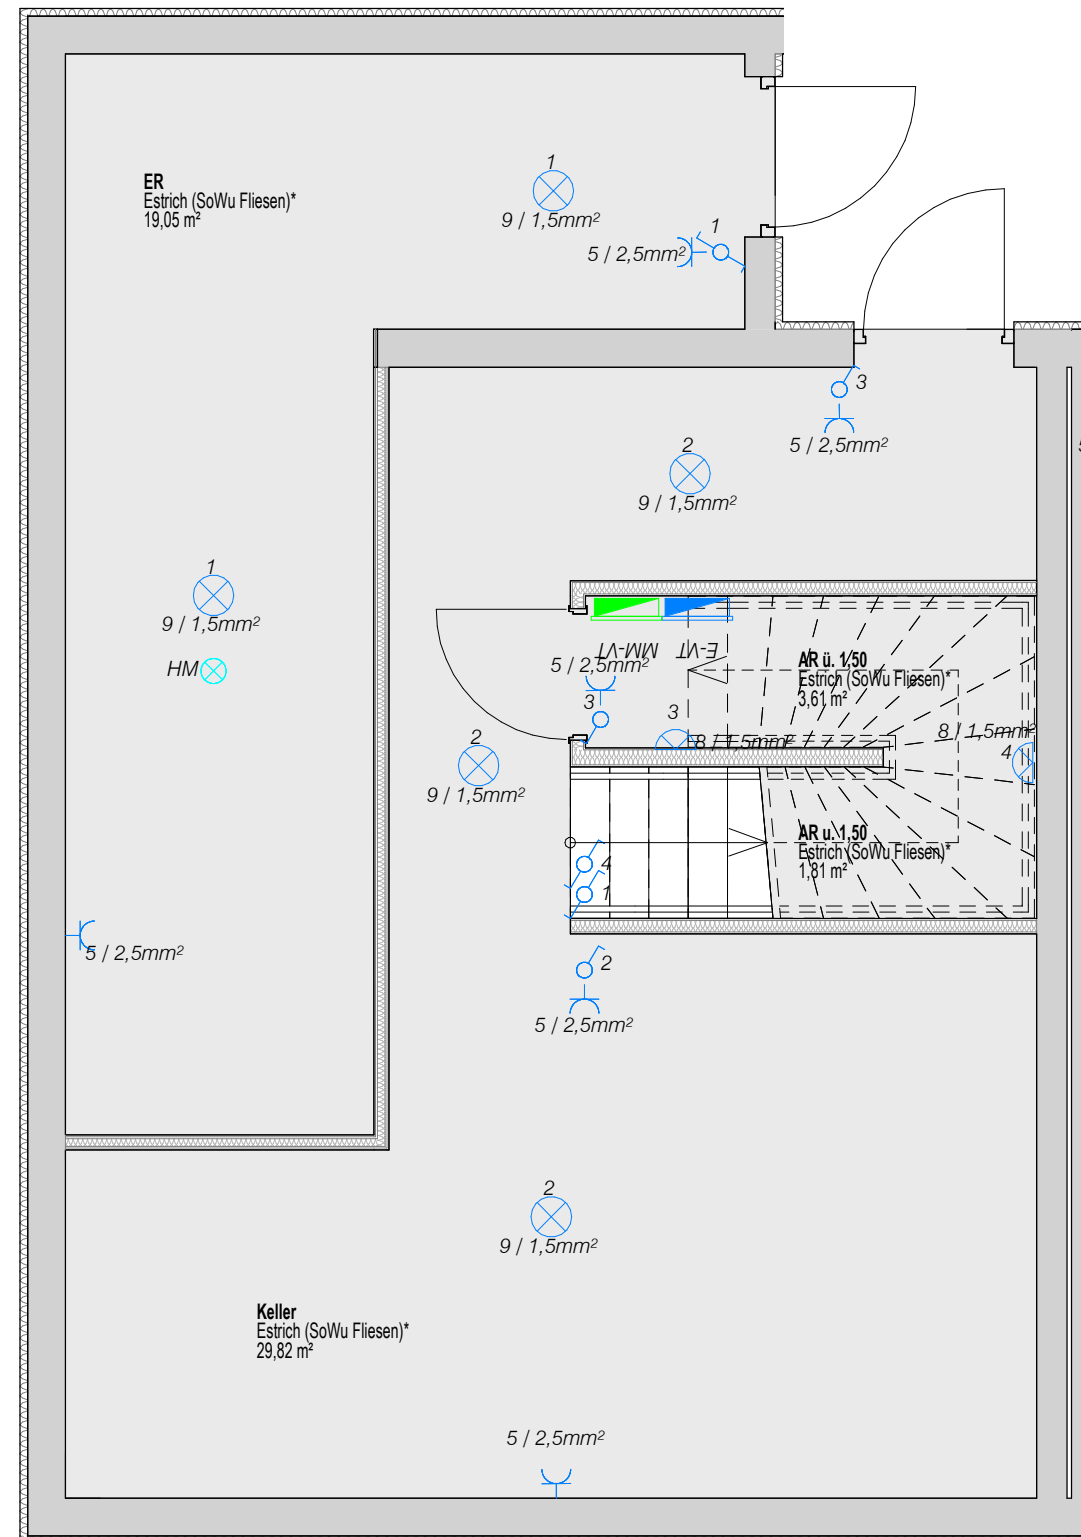 1
ER
Estrich (SoWu Fliesen)*
19,05 m²
9 / 1,5mm²
1
5 / 2,5mm²
3
5 / 2,5mm²
2
9 / 1,5mm²
1
9 / 1,5mm²
HM
MM-VT
E-VT
5 / 2,5mm²
AR ü. 1,50
Estrich (SoWu Fliesen)*
3,61 m²
3
3
8 / 1,5mm²
8 / 1,5mm²
4
2
9 / 1,5mm²
AR u. 1,50
Estrich (SoWu Fliesen)*
1,81 m²
4
1
5 / 2,5mm²
2
5 / 2,5mm²
2
9 / 1,5mm²
Keller
Estrich (SoWu Fliesen)*
29,82 m²
5 / 2,5mm²